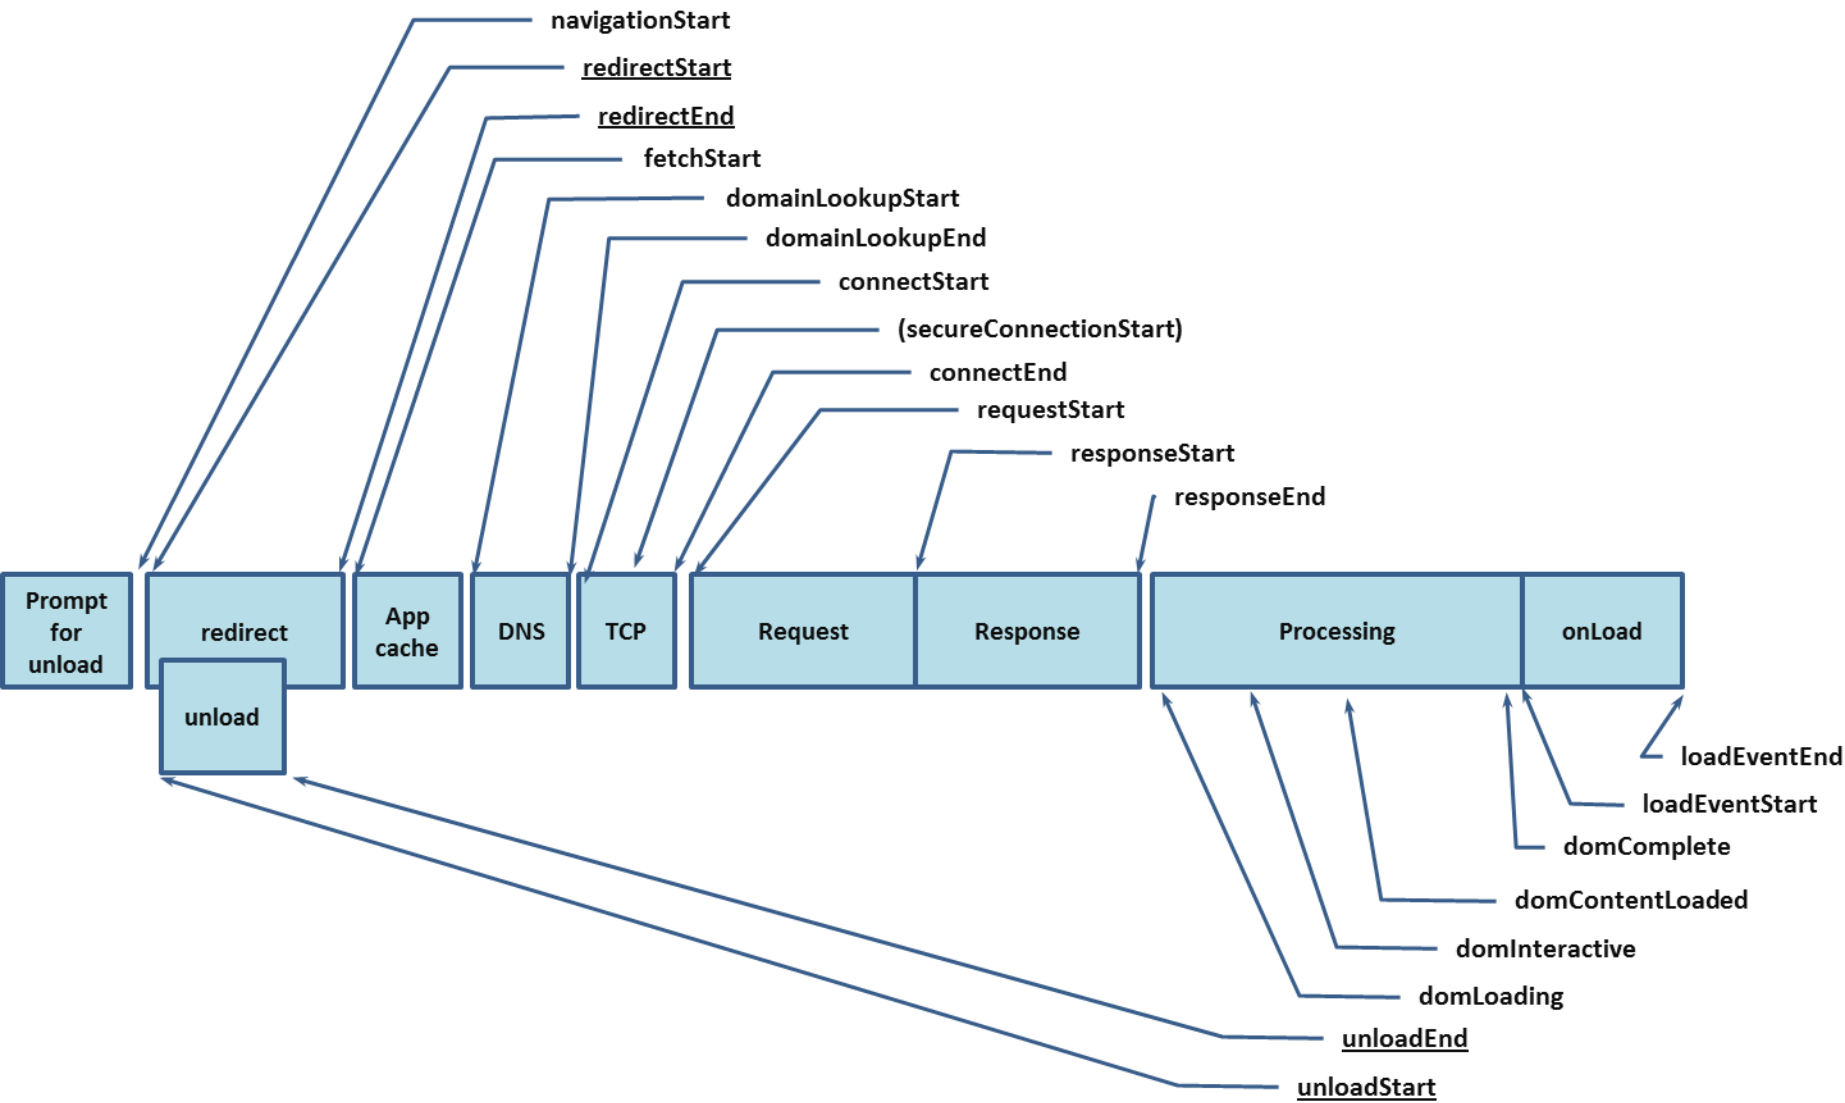 navigationStart
redirectStart
redirectEnd
fetchStart
domainLookupStart
domainLookupEnd
connectStart
(secureConnectionStart)
connectEnd
requestStart
responseStart
responseEnd
Prompt
for
unload
redirect
App
cache
DNS
TCP
Request
Response
Processing
onLoad
unload
loadEventEnd
loadEventStart
domComplete
domContentLoaded
domInteractive
domLoading
unloadEnd
unloadStart